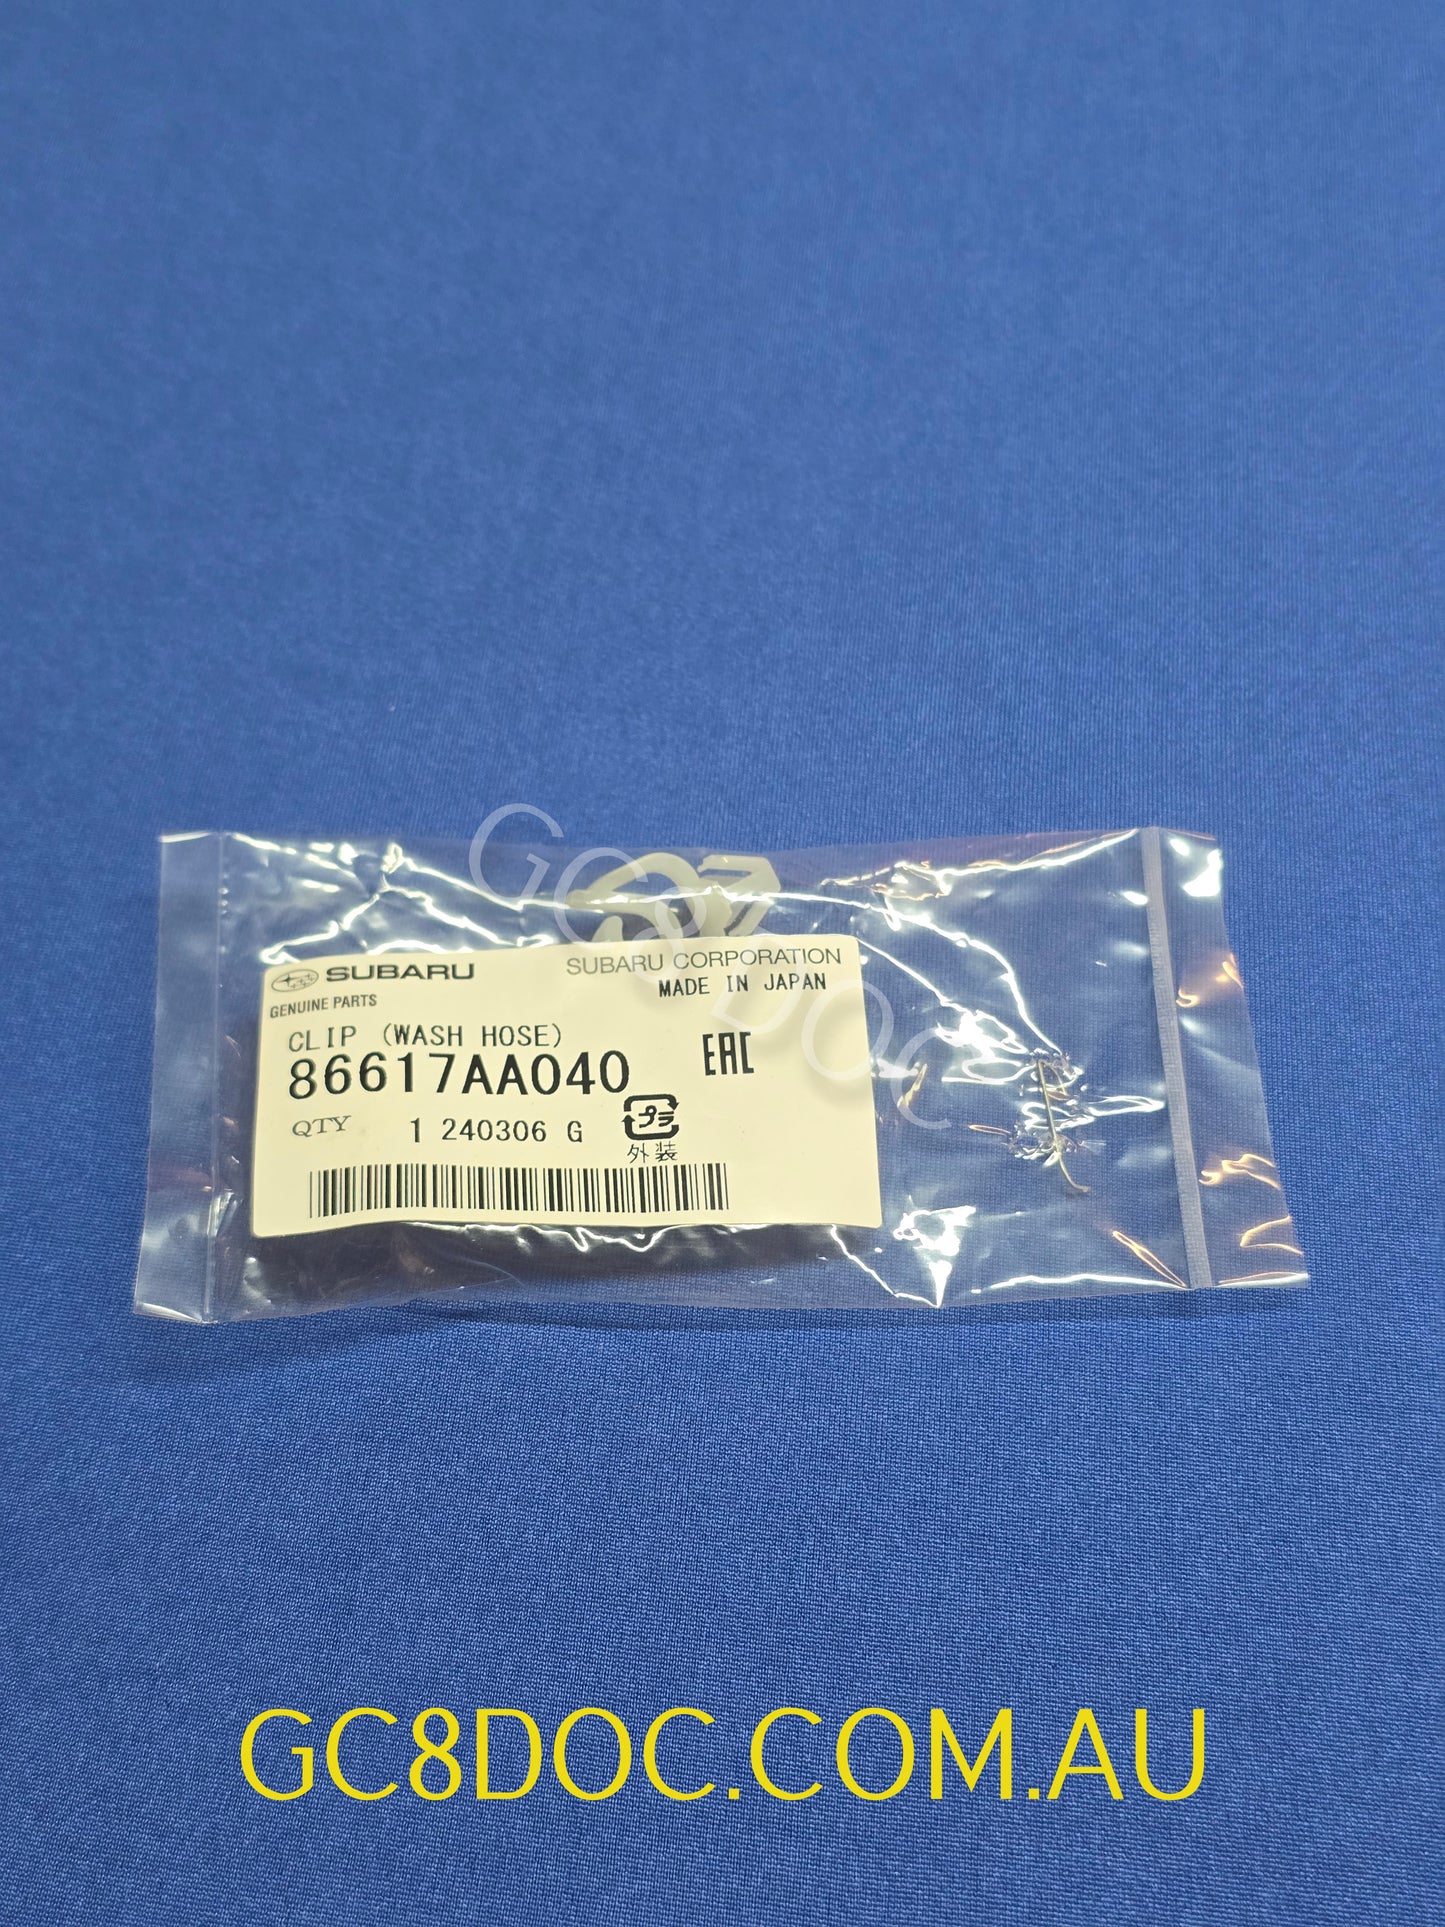 GC8DOC
SUBARU
SUBARU CORPORATION
GENUINE PARTS
MADE IN JAPAN
CLIP (WASH HOSE)
86617AA040
EAC
QTY 1 240306 G
プラ
外装
GC8DOC.COM.AU